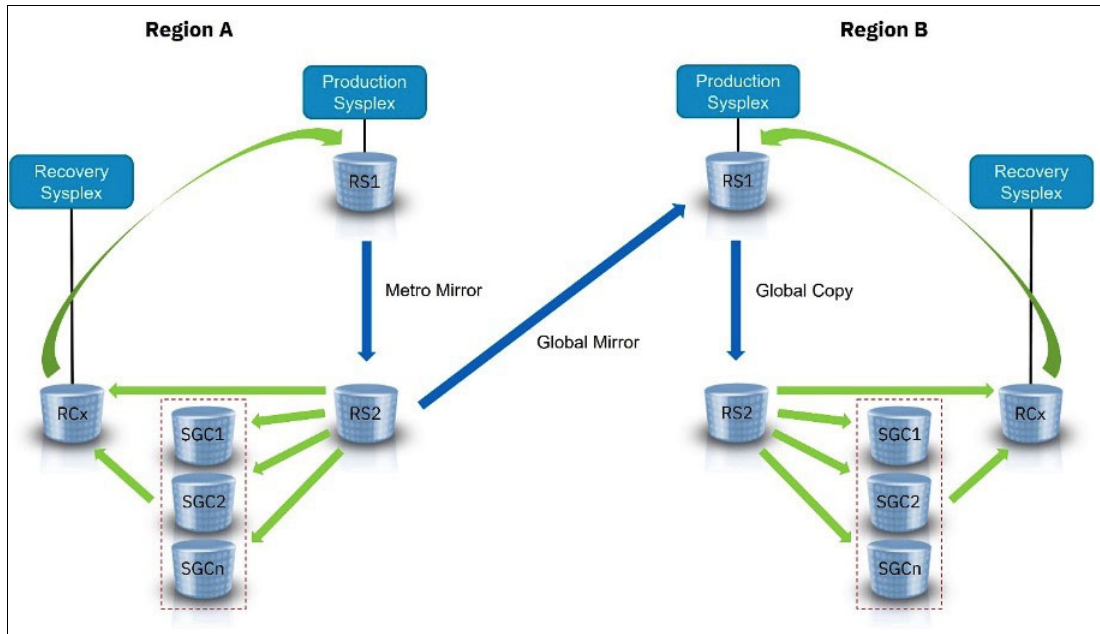 Region A
Region B
Production
Sysplex
Production
Sysplex
Recovery
Sysplex
Recovery
Sysplex
RS1
RS1
Metro Mirror
Global Copy
Global Mirror
RCx
RS2
RS2
RCx
SGC1
SGC1
SGC2
SGC2
SGCn
SGCn